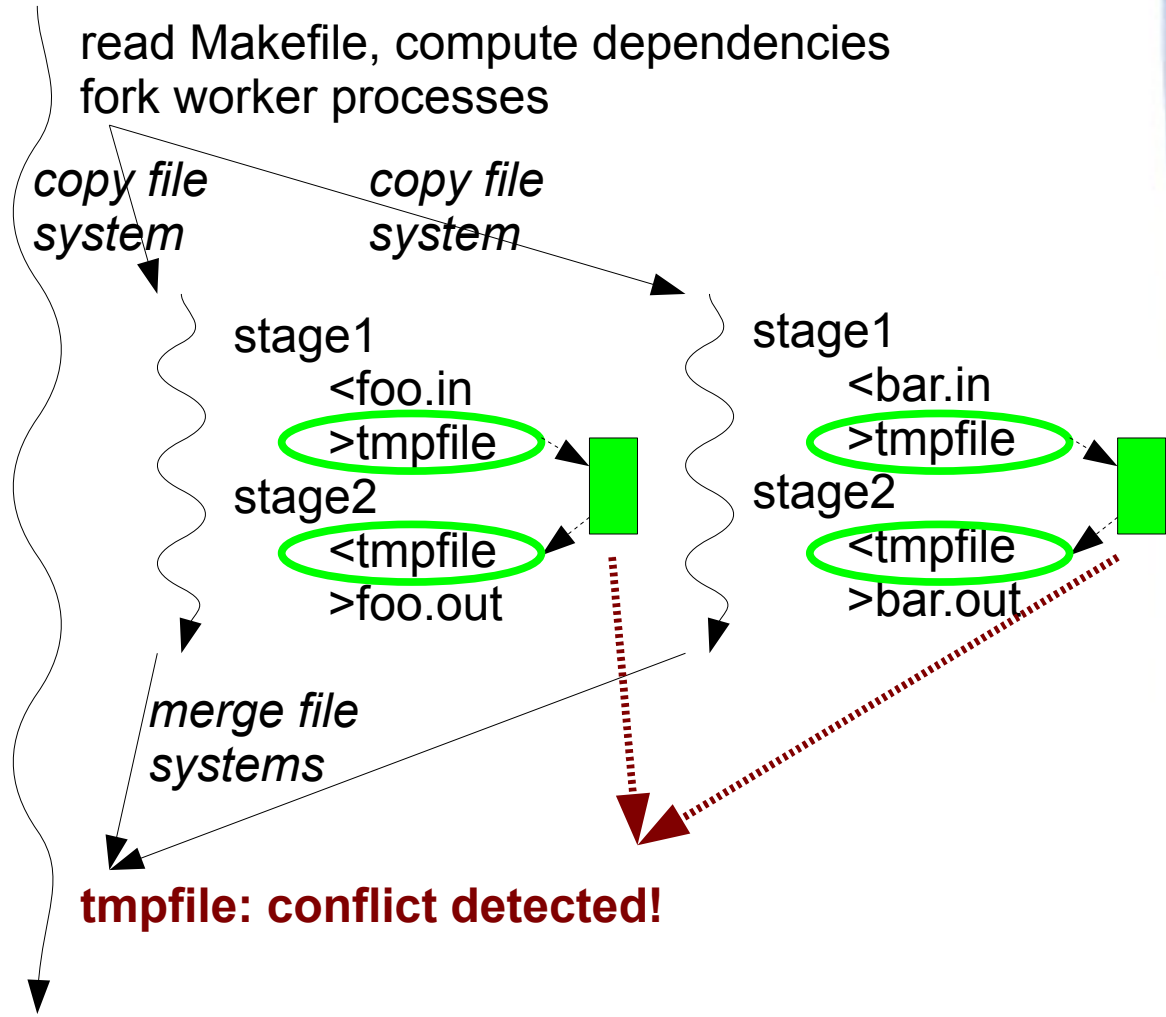 read Makefile, compute dependencies
fork worker processes
copy file
system
copy file
system
stage1
<foo.in
>tmpfile
stage2
<tmpfile
>foo.out
stage1
<bar.in
>tmpfile
stage2
<tmpfile
>bar.out
merge file
systems
tmpfile: conflict detected!